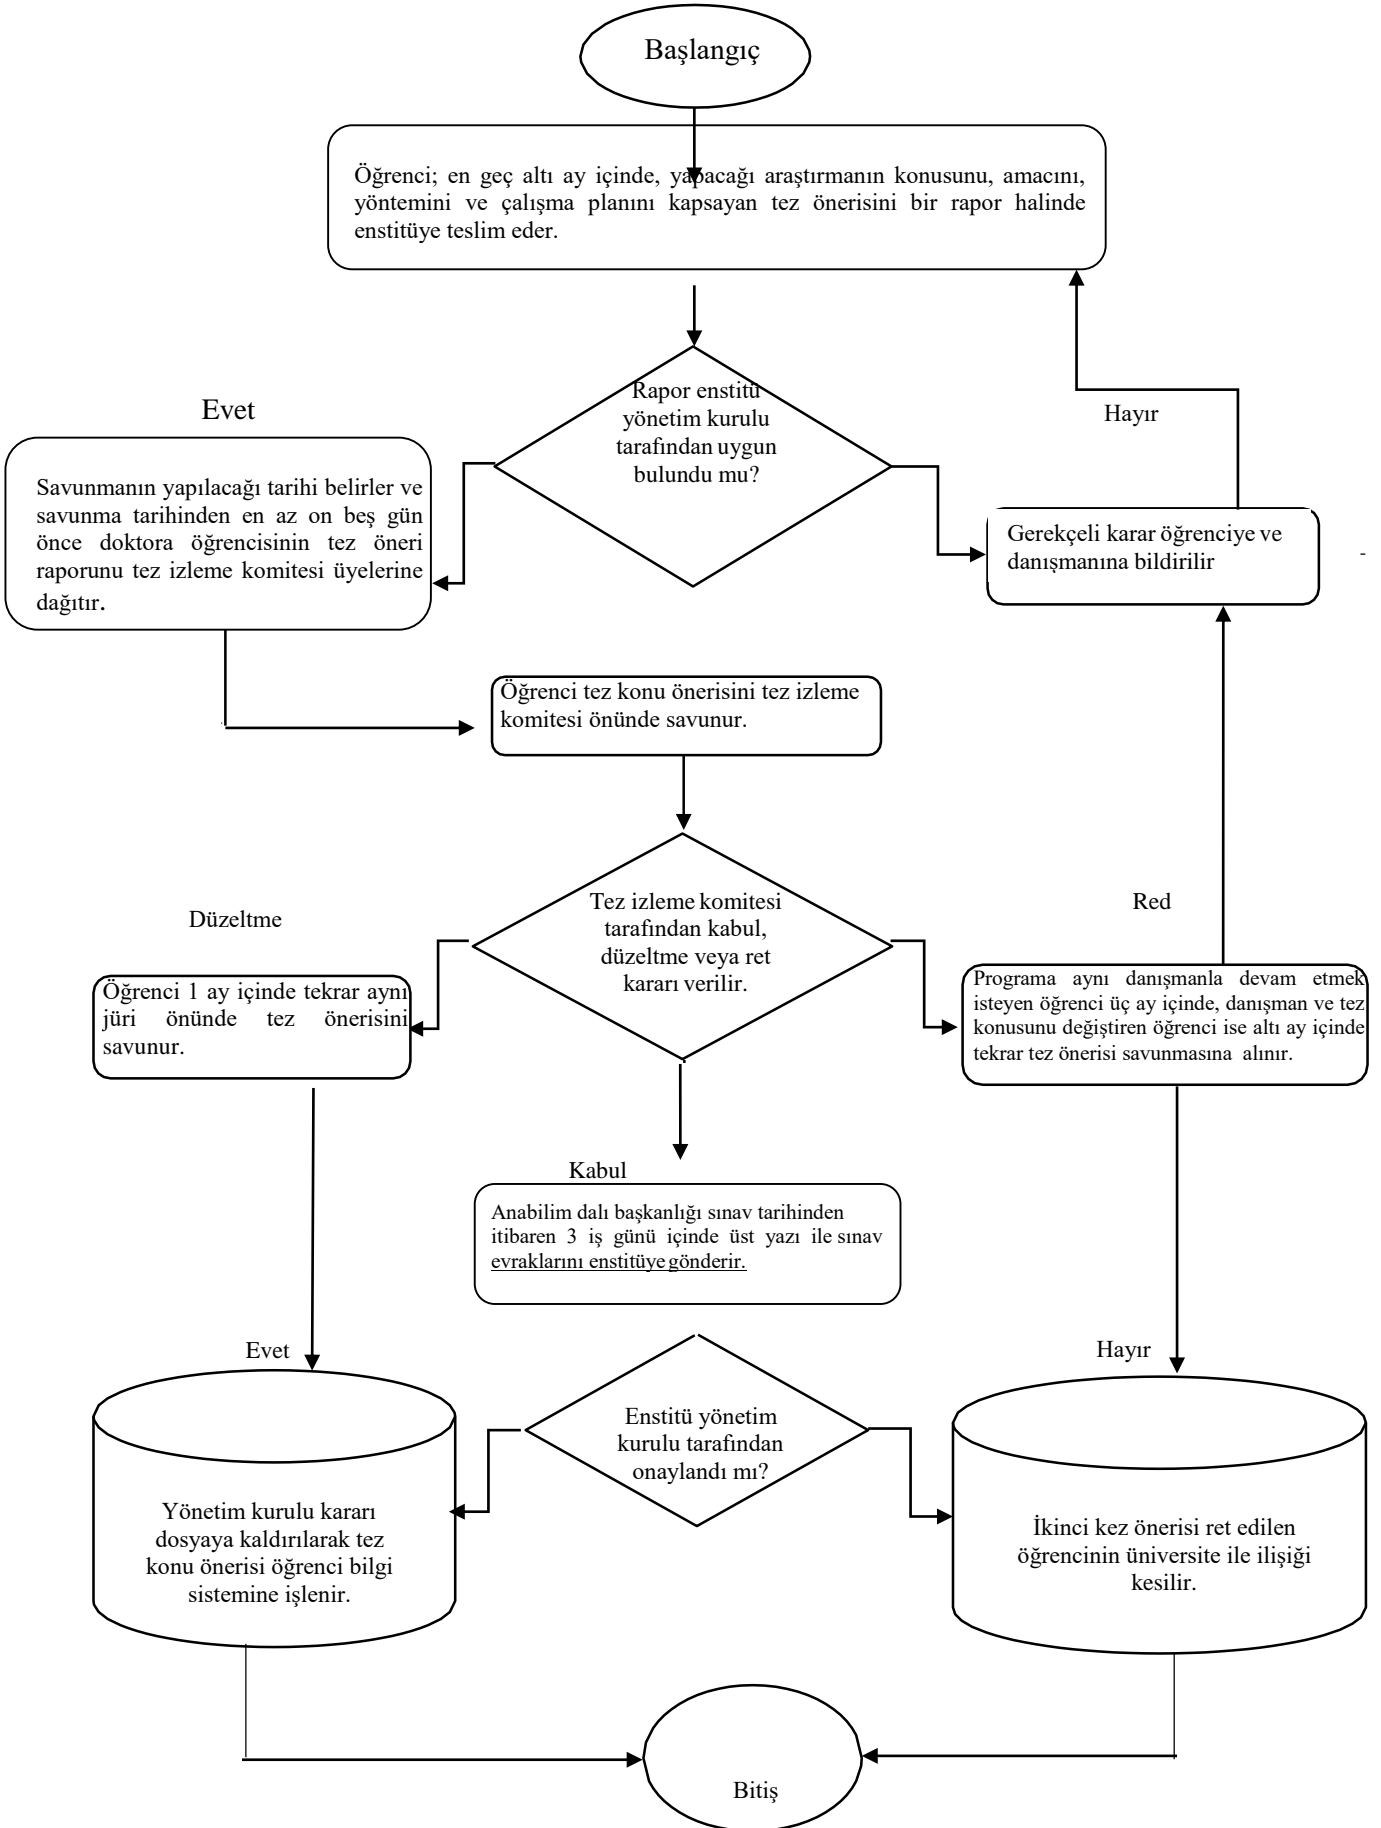 Başlangıç
Öğrenci; en geç altı ay içinde, yapacağı araştırmanın konusunu, amacını,
yöntemini ve çalışma planını kapsayan tez önerisini bir rapor halinde
enstitüye teslim eder.
Rapor enstitü
yönetim kurulu
tarafından uygun
bulundu mu?
Evet
Hayır
Savunmanın yapılacağı tarihi belirler ve
savunma tarihinden en az on beş gün
önce doktora öğrencisinin tez öneri
raporunu tez izleme komitesi üyelerine
dağıtır.
Gerekçeli karar öğrenciye ve
danışmanına bildirilir
-
Öğrenci tez konu önerisini tez izleme
komitesi önünde savunur.
Tez izleme komitesi
tarafından kabul,
düzeltme veya ret
kararı verilir.
Düzeltme
Red
Öğrenci 1 ay içinde tekrar aynı
jüri önünde tez önerisini
savunur.
Programa aynı danışmanla devam etmek
isteyen öğrenci üç ay içinde, danışman ve tez
konusunu değiştiren öğrenci ise altı ay içinde
tekrar tez önerisi savunmasına alınır.
Kabul
Anabilim dalı başkanlığı sınav tarihinden
itibaren 3 iş günü içinde üst yazı ile sınav
evraklarını enstitüye gönderir.
Evet
Hayır
Enstitü yönetim
kurulu tarafından
onaylandı mı?
Yönetim kurulu kararı
dosyaya kaldırılarak tez
konu önerisi öğrenci bilgi
sistemine işlenir.
İkinci kez önerisi ret edilen
öğrencinin üniversite ile ilişiği
kesilir.
Bitiş